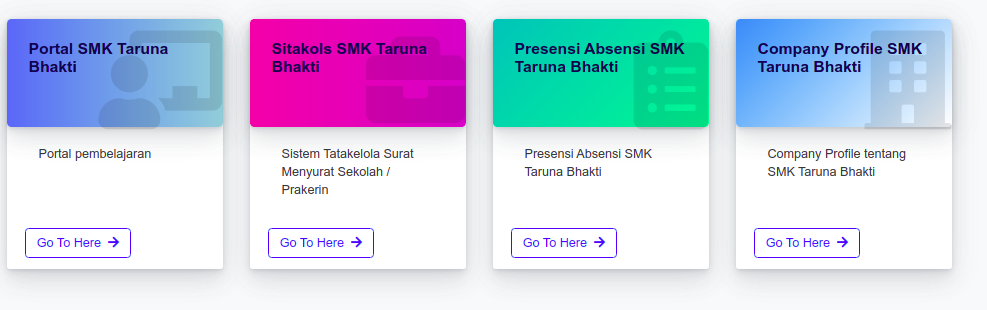 Portal SMK Taruna
Bhakti
Portal pembelajaran
Go To Here
Sitakols SMK Taruna
Bhakti
Sistem Tatakelola Surat
Menyurat Sekolah /
Prakerin
Go To Here
Presensi Absensi SMK
Taruna Bhakti
Presensi Absensi SMK
Taruna Bhakti
Go To Here
Company Profile SMK
Taruna Bhakti
Company Profile tentang
SMK Taruna Bhakti
Go To Here